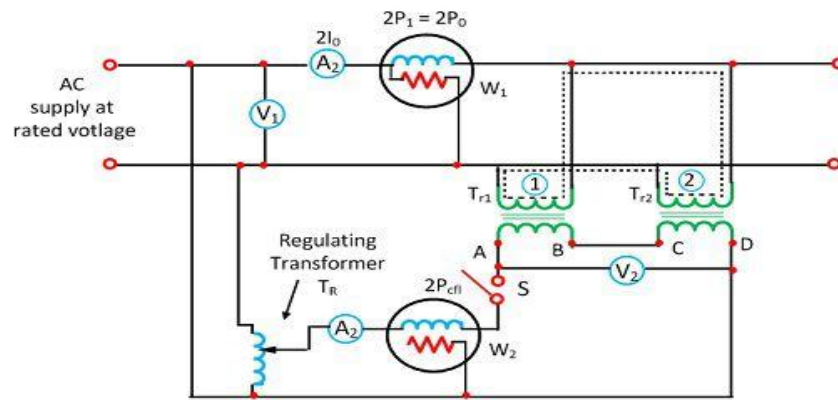 2P₁ = 2P₀
2I₀
A₂
W₁
AC
supply at
rated votlage
V₁
1
2
Tᵣ₁
Tᵣ₂
A
B
C
D
Regulating
Transformer
T_R
S
V₂
2P_cfl
A₂
W₂